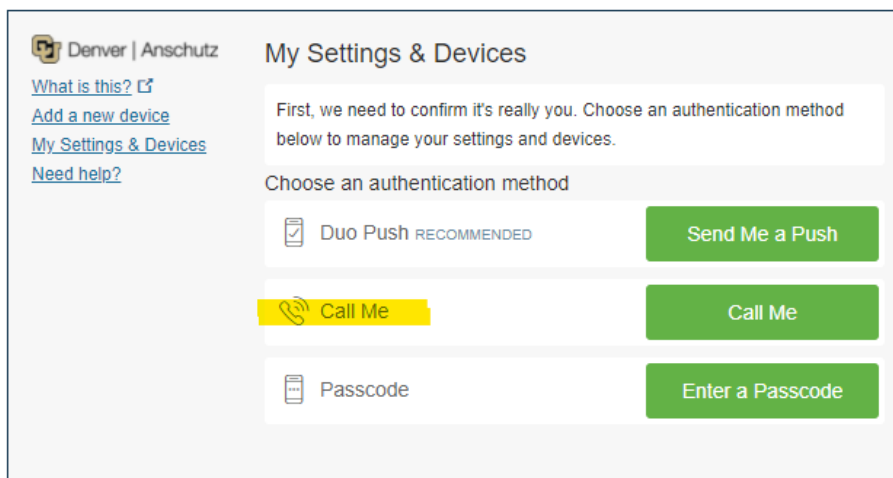 Denver | Anschutz
What is this?
Add a new device
My Settings & Devices
Need help?
My Settings & Devices
First, we need to confirm it's really you. Choose an authentication method
below to manage your settings and devices.
Choose an authentication method
Duo Push RECOMMENDED
Send Me a Push
Call Me
Call Me
Passcode
Enter a Passcode